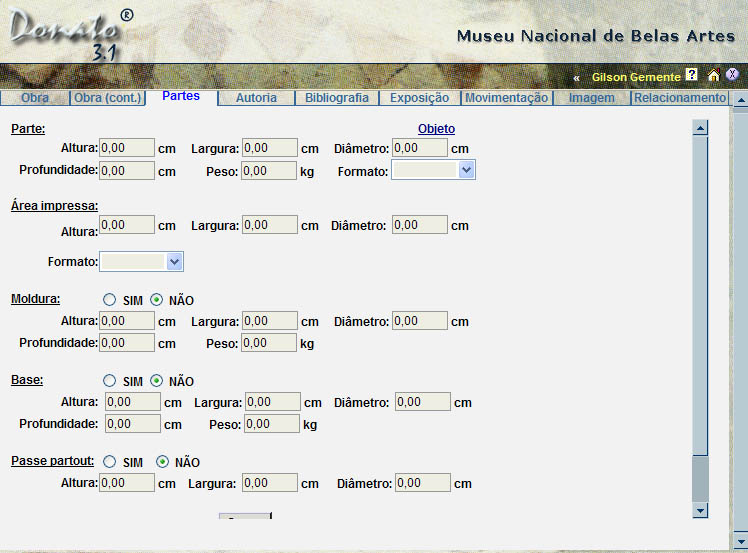 Donato ®
3.1
Museu Nacional de Belas Artes
« Gilson Gemente ? X
Obra Obra (cont.) Partes Autoria Bibliografia Exposição Movimentação Imagem Relacionamento
Parte: Objeto
Altura: 0,00 cm Largura: 0,00 cm Diâmetro: 0,00 cm
Profundidade: 0,00 cm Peso: 0,00 kg Formato:
Área impressa:
Altura: 0,00 cm Largura: 0,00 cm Diâmetro: 0,00 cm
Formato:
Moldura: SIM NÃO
Altura: 0,00 cm Largura: 0,00 cm Diâmetro: 0,00 cm
Profundidade: 0,00 cm Peso: 0,00 kg
Base: SIM NÃO
Altura: 0,00 cm Largura: 0,00 cm Diâmetro: 0,00 cm
Profundidade: 0,00 cm Peso: 0,00 kg
Passe partout: SIM NÃO
Altura: 0,00 cm Largura: 0,00 cm Diâmetro: 0,00 cm